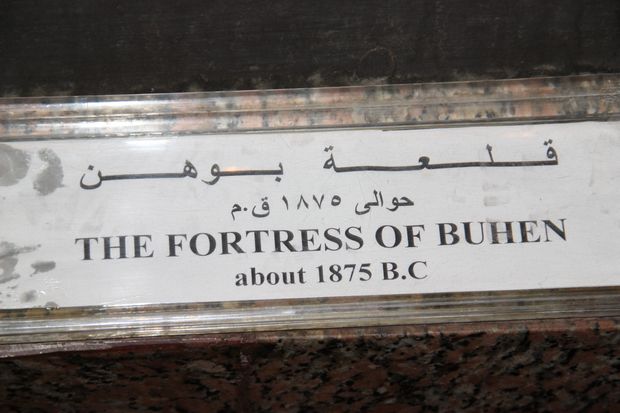 قلعة بوهن
حوالى ١٨٧٥ ق.م
THE FORTRESS OF BUHEN
about 1875 B.C